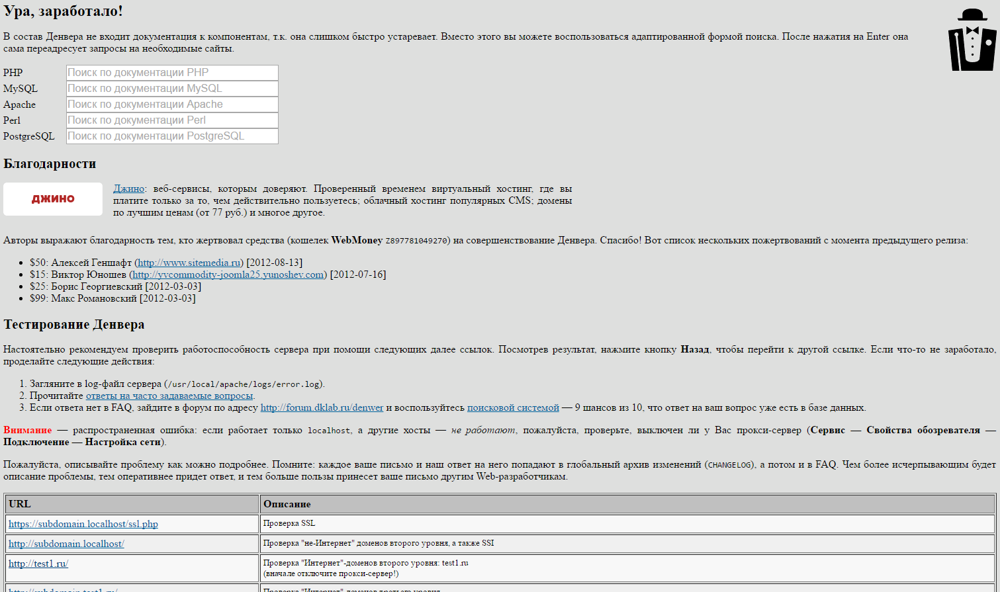 Ура, заработало!
В состав Денвера не входит документация к компонентам, т.к. она слишком быстро устаревает. Вместо этого вы можете воспользоваться адаптированной формой поиска. После нажатия на Enter она
сама переадресует запросы на необходимые сайты.
PHP Поиск по документации PHP
MySQL Поиск по документации MySQL
Apache Поиск по документации Apache
Perl Поиск по документации Perl
PostgreSQL Поиск по документации PostgreSQL
Благодарности
джино
Джино: веб-сервисы, которым доверяют. Проверенный временем виртуальный хостинг, где вы
платите только за то, чем действительно пользуетесь; облачный хостинг популярных CMS; домены
по лучшим ценам (от 77 руб.) и многое другое.
Авторы выражают благодарность тем, кто жертвовал средства (кошелек WebMoney Z897781049270) на совершенствование Денвера. Спасибо! Вот список нескольких пожертвований с момента предыдущего релиза:
• $50: Алексей Геншафт (http://www.sitemedia.ru) [2012-08-13]
• $15: Виктор Юношев (http://yvcommodity-joomla25.yunoshev.com) [2012-07-16]
• $25: Борис Георгиевский [2012-03-03]
• $99: Макс Романовский [2012-03-03]
Тестирование Денвера
Настоятельно рекомендуем проверить работоспособность сервера при помощи следующих далее ссылок. Посмотрев результат, нажмите кнопку Назад, чтобы перейти к другой ссылке. Если что-то не заработало,
проделайте следующие действия:
1. Загляните в log-файл сервера (/usr/local/apache/logs/error.log).
2. Прочитайте ответы на часто задаваемые вопросы.
3. Если ответа нет в FAQ, зайдите в форум по адресу http://forum.dklab.ru/denwer и воспользуйтесь поисковой системой — 9 шансов из 10, что ответ на ваш вопрос уже есть в базе данных.
Внимание — распространенная ошибка: если работает только localhost, а другие хосты — не работают, пожалуйста, проверьте, выключен ли у Вас прокси-сервер (Сервис — Свойства обозревателя —
Подключение — Настройка сети).
Пожалуйста, описывайте проблему как можно подробнее. Помните: каждое ваше письмо и наш ответ на него попадают в глобальный архив изменений (CHANGELOG), а потом и в FAQ. Чем более исчерпывающим будет
описание проблемы, тем оперативнее придет ответ, и тем больше пользы принесет ваше письмо другим Web-разработчикам.
URL Описание
https://subdomain.localhost/ssl.php Проверка SSL
http://subdomain.localhost/ Проверка "не-Интернет" доменов второго уровня, а также SSI
http://test1.ru/ Проверка "Интернет"-доменов второго уровня: test1.ru
(вначале отключите прокси-сервер!)
http://subdomain.test1.ru/ Проверка "Интернет"-доменов третьего уровня